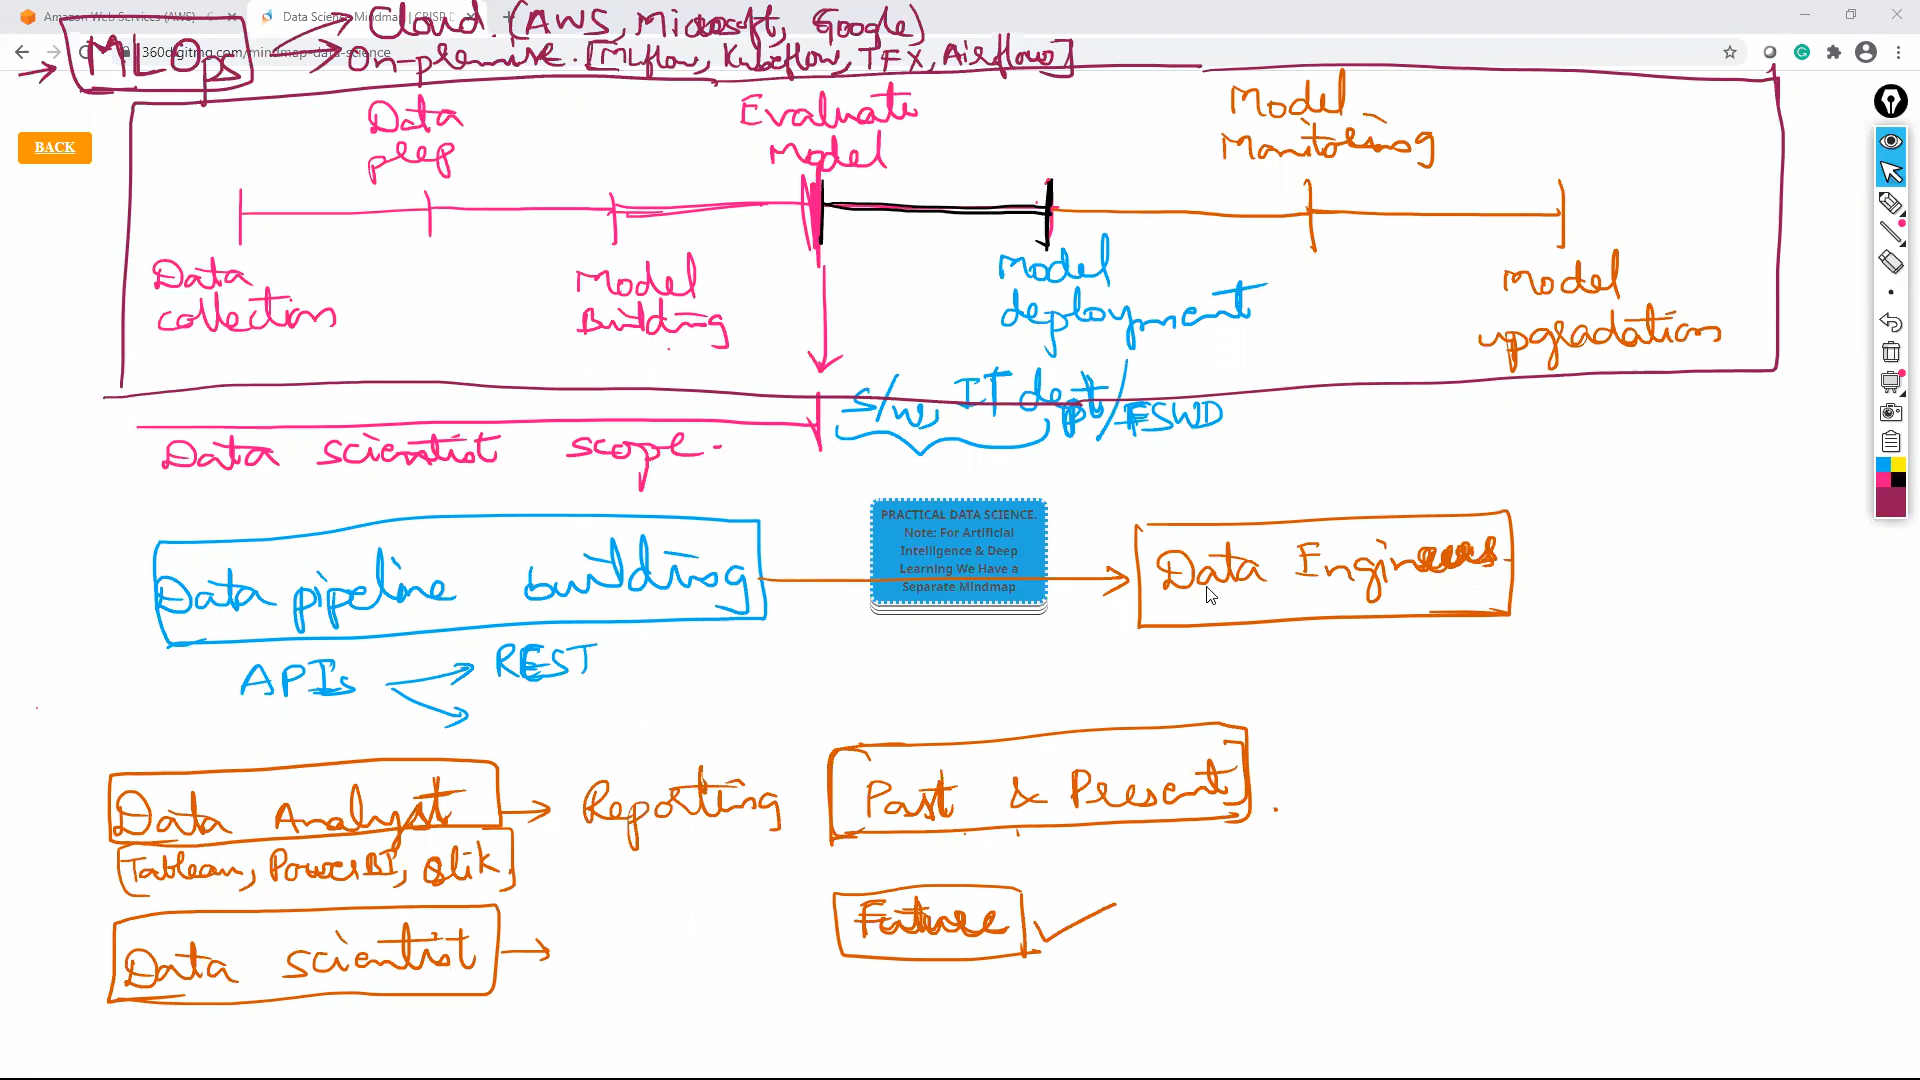 Amazon Web Services (AWS) - C
Data Science Mindmap | CRISP D
360digitmg.com/mindmap-data-science
MLOps
Cloud. (AWS, Microsoft, Google)
on-premise. [MLflow, Kubeflow, TFX, Airflow]
BACK
Data prep
Evaluate Model
Model Monitoring
Data collection
Model Building
Model deployment
Model upgradation
S/w, IT dept/FSWD
Data scientist scope.
PRACTICAL DATA SCIENCE.
Note: For Artificial
Intelligence & Deep
Learning We Have a
Separate Mindmap
Data pipeline building
Data Engineers
APIs
REST
Data Analyst
Reporting
Past & Present
Tableau, PowerBI, Qlik,
Future
Data scientist